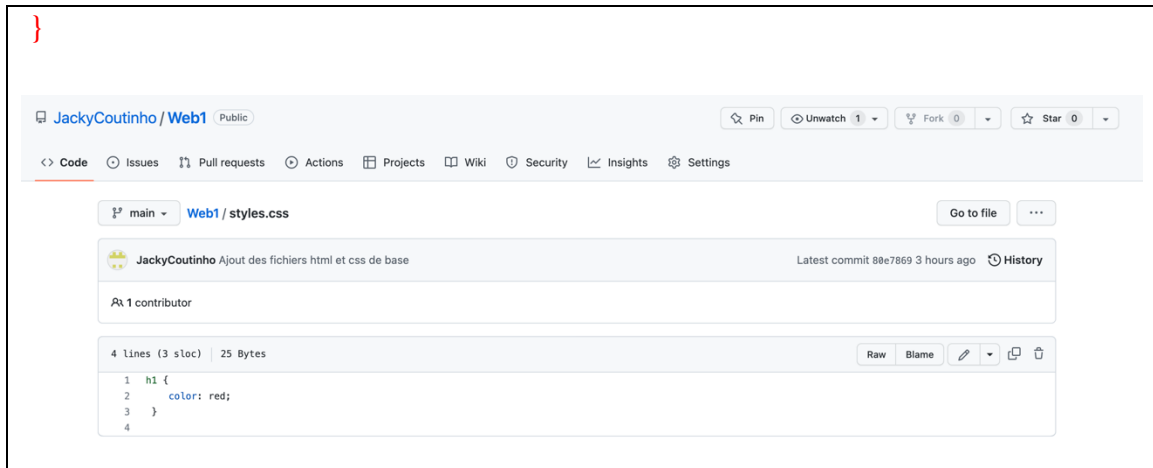 }
JackyCoutinho / Web1 Public Pin Unwatch 1 Fork 0 Star 0
<> Code Issues Pull requests Actions Projects Wiki Security Insights Settings
main Web1 / styles.css Go to file ...
JackyCoutinho Ajout des fichiers html et css de base Latest commit 80e7869 3 hours ago History
1 contributor
4 lines (3 sloc) 25 Bytes Raw Blame
1 h1 {
2 color: red;
3 }
4